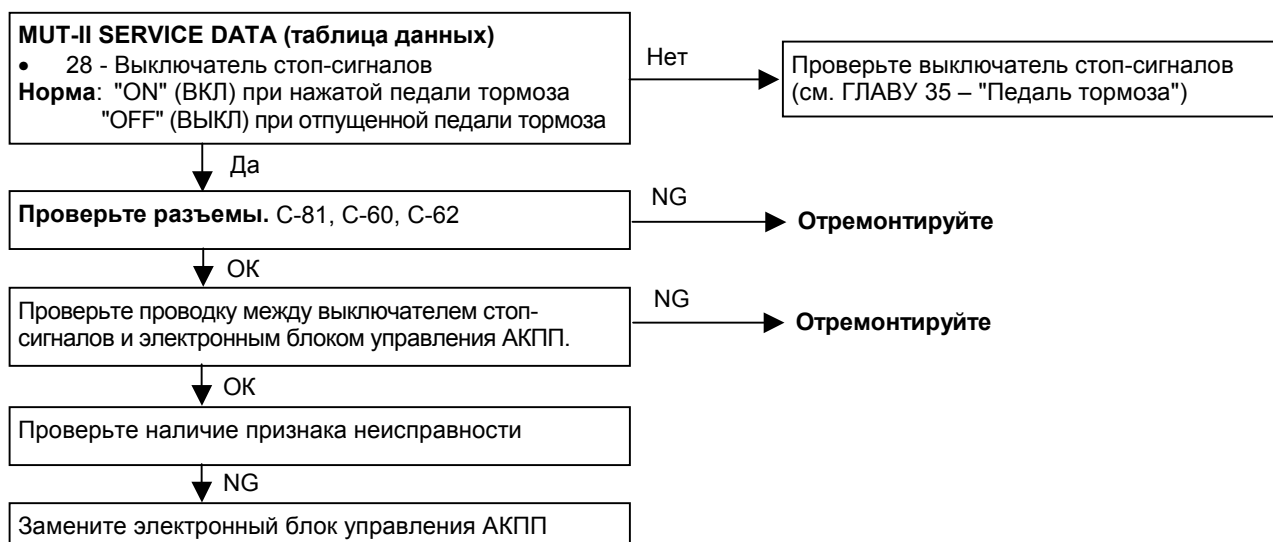 MUT-II SERVICE DATA (таблица данных)
• 28 - Выключатель стоп-сигналов
Норма: "ON" (ВКЛ) при нажатой педали тормоза
"OFF" (ВЫКЛ) при отпущенной педали тормоза
Нет
Проверьте выключатель стоп-сигналов
(см. ГЛАВУ 35 – "Педаль тормоза")
Да
Проверьте разъемы. С-81, С-60, С-62
NG
Отремонтируйте
ОК
Проверьте проводку между выключателем стоп-
сигналов и электронным блоком управления АКПП.
NG
Отремонтируйте
ОК
Проверьте наличие признака неисправности
NG
Замените электронный блок управления АКПП